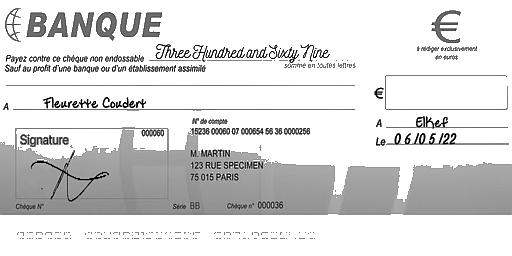 BANQUE
€
à rédiger exclusivement
en euros
Payez contre ce chèque non endossable Three Hundred and Sixty Nine
somme en toutes lettres
Sauf au profit d'une banque ou d'un établissement assimilé
€
A Fleurette Coudert
A ElKef
Le 06/05/22
N° de compte
000060
15236 00060 07 000654 56 36 0000256
Signature
M. MARTIN
123 RUE SPECIMEN
75 015 PARIS
Chèque N°
Série BB
Chèque n° 000036